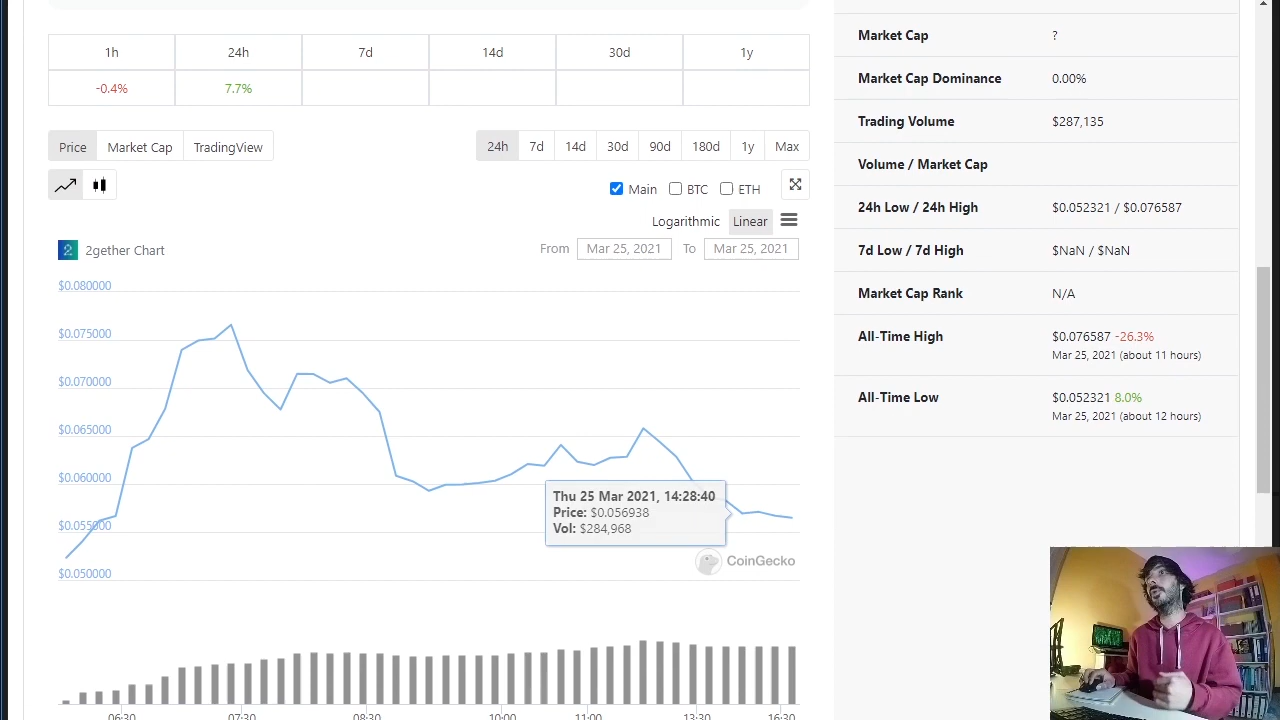 1h 24h 7d 14d 30d 1y
-0.4% 7.7%
Price Market Cap TradingView
24h 7d 14d 30d 90d 180d 1y Max
Main BTC ETH
Logarithmic Linear
2 2gether Chart
From Mar 25, 2021 To Mar 25, 2021
$0.080000
$0.075000
$0.070000
$0.065000
$0.060000
$0.055000
$0.050000
Thu 25 Mar 2021, 14:28:40
Price: $0.056938
Vol: $284,968
CoinGecko
06:30 07:30 08:30 10:00 11:00 13:30 16:30
Market Cap ?
Market Cap Dominance 0.00%
Trading Volume $287,135
Volume / Market Cap
24h Low / 24h High $0.052321 / $0.076587
7d Low / 7d High $NaN / $NaN
Market Cap Rank N/A
All-Time High $0.076587 -26.3%
Mar 25, 2021 (about 11 hours)
All-Time Low $0.052321 8.0%
Mar 25, 2021 (about 12 hours)